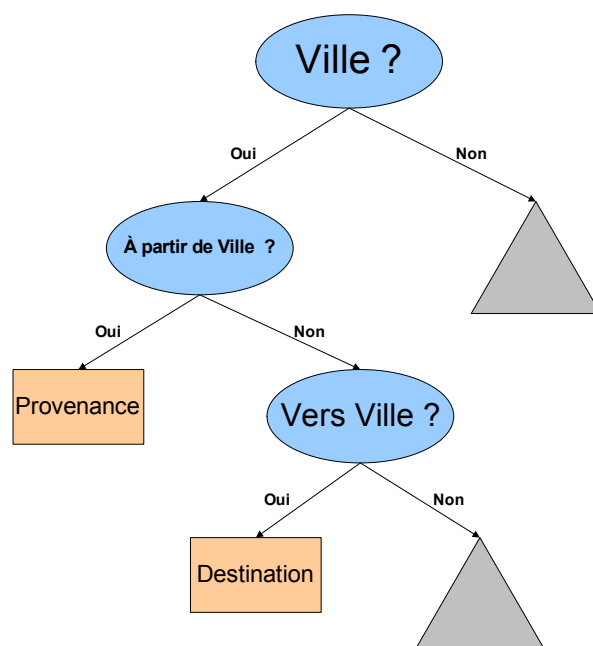 Ville ?
Oui
Non
À partir de Ville ?
Oui
Non
Provenance
Vers Ville ?
Oui
Non
Destination